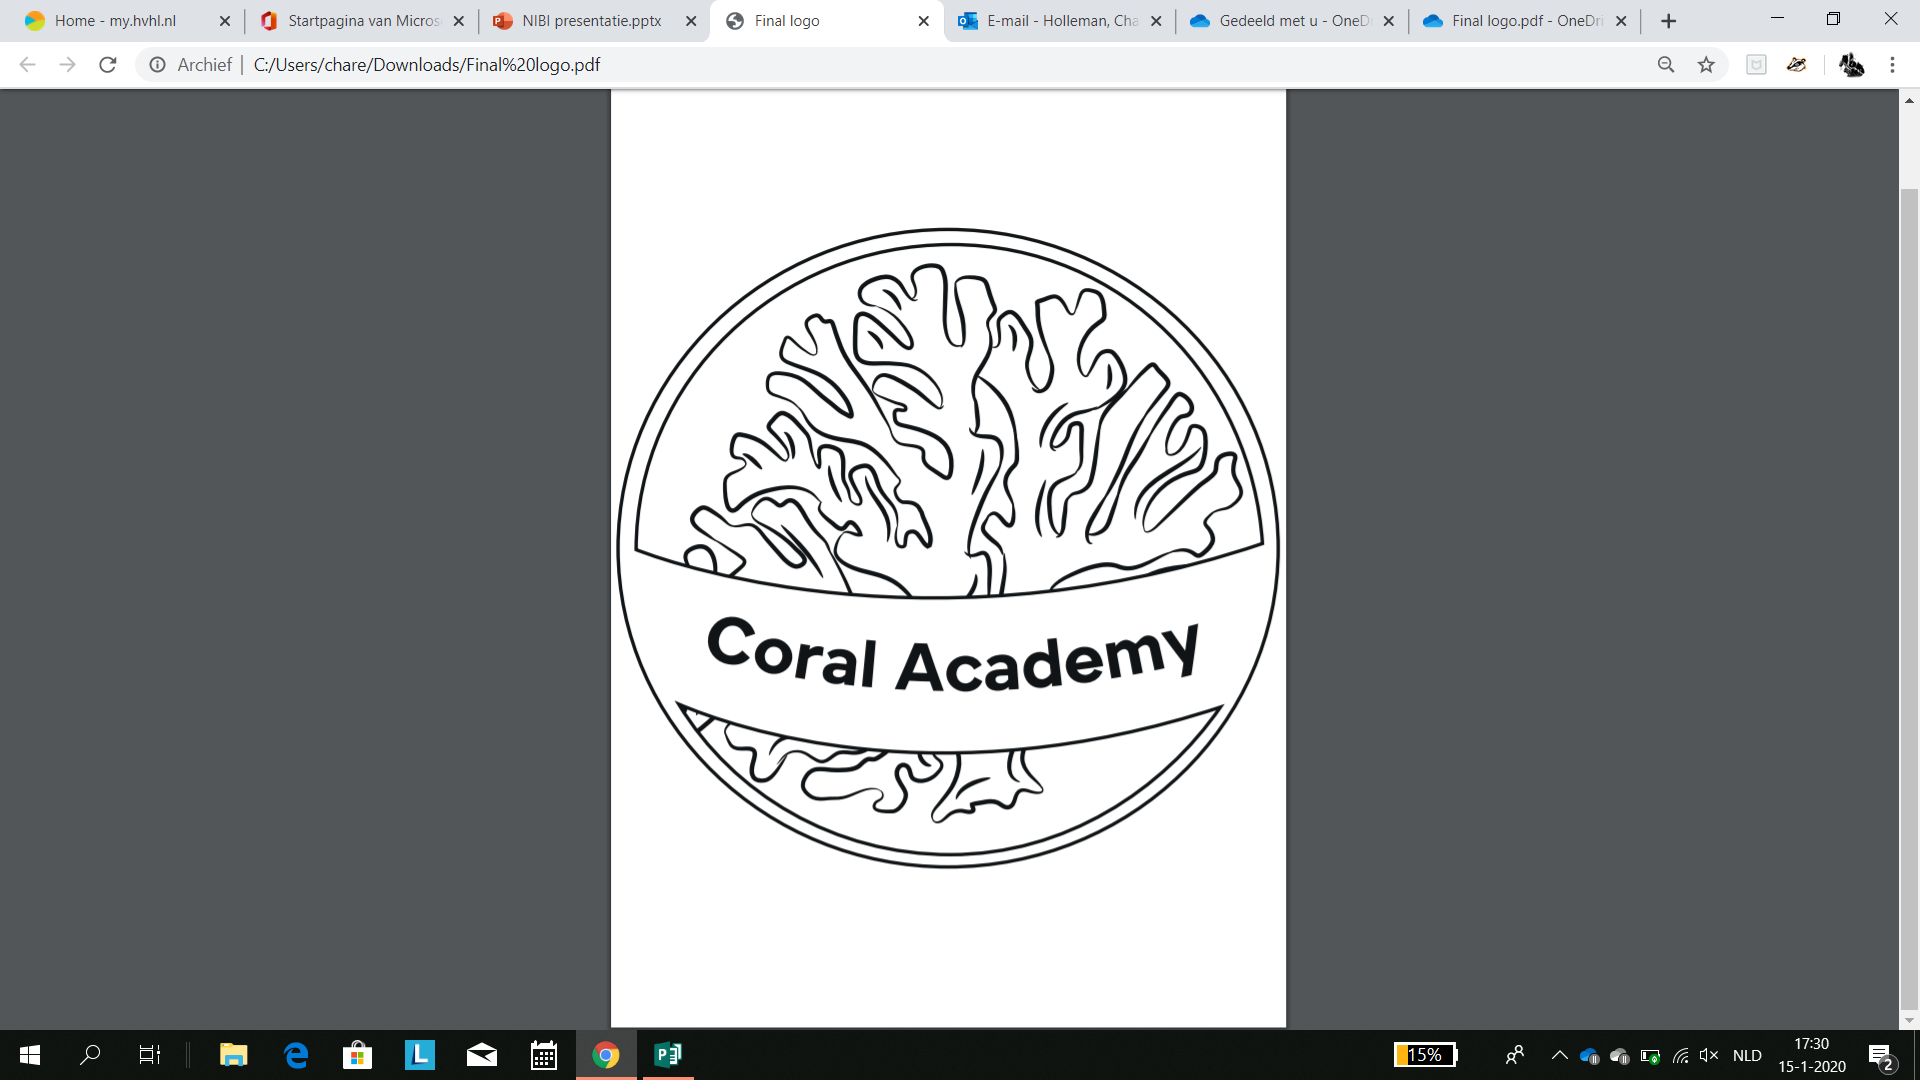 Home - my.hvhl.nl
Startpagina van Micros
NIBI presentatie.pptx
Final logo
E-mail - Holleman, Cha
Gedeeld met u - OneD
Final logo.pdf - OneDri
Archief
C:/Users/chare/Downloads/Final%20logo.pdf
Coral Academy
L
P
15%
NLD
17:30
15-1-2020
2